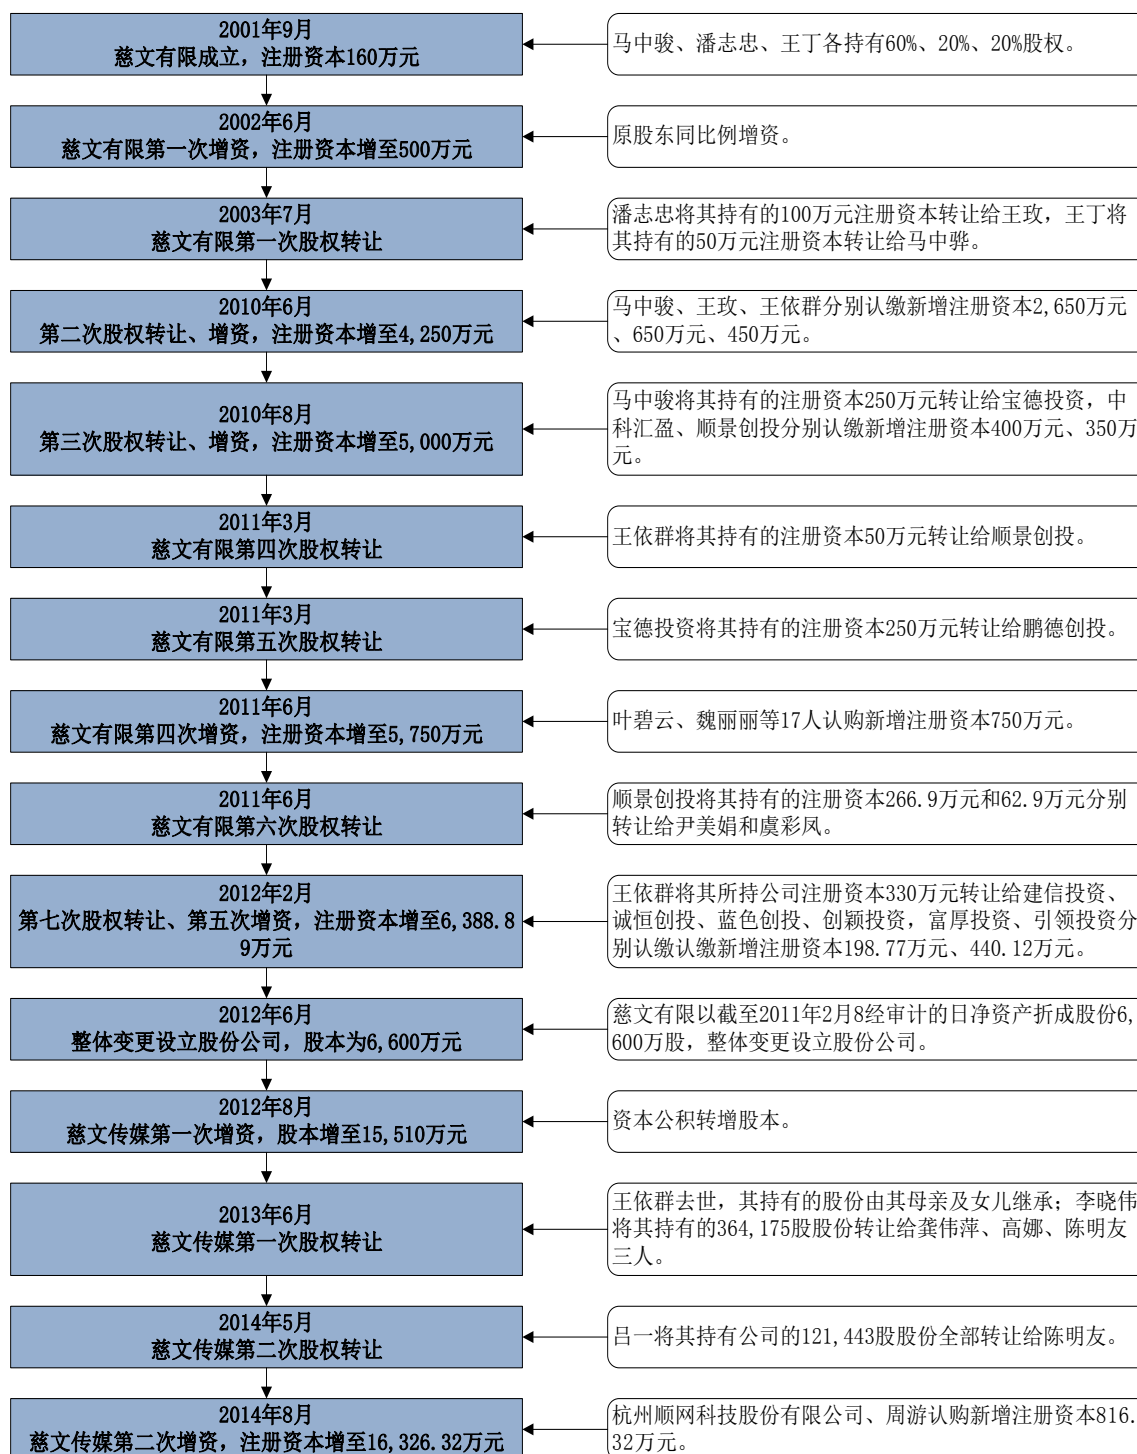 2001年9月
慈文有限成立，注册资本160万元
马中骏、潘志忠、王丁各持有60%、20%、20%股权。
2002年6月
慈文有限第一次增资，注册资本增至500万元
原股东同比例增资。
2003年7月
慈文有限第一次股权转让
潘志忠将其持有的100万元注册资本转让给王玫，王丁将
其持有的50万元注册资本转让给马中骅。
2010年6月
第二次股权转让、增资，注册资本增至4,250万元
马中骏、王玫、王依群分别认缴新增注册资本2,650万元
、650万元、450万元。
2010年8月
第三次股权转让、增资，注册资本增至5,000万元
马中骏将其持有的注册资本250万元转让给宝德投资，中
科汇盈、顺景创投分别认缴新增注册资本400万元、350万
元。
2011年3月
慈文有限第四次股权转让
王依群将其持有的注册资本50万元转让给顺景创投。
2011年3月
慈文有限第五次股权转让
宝德投资将其持有的注册资本250万元转让给鹏德创投。
2011年6月
慈文有限第四次增资，注册资本增至5,750万元
叶碧云、魏丽丽等17人认购新增注册资本750万元。
2011年6月
慈文有限第六次股权转让
顺景创投将其持有的注册资本266.9万元和62.9万元分别
转让给尹美娟和虞彩凤。
2012年2月
第七次股权转让、第五次增资，注册资本增至6,388.8
9万元
王依群将其所持公司注册资本330万元转让给建信投资、
诚恒创投、蓝色创投、创颖投资，富厚投资、引领投资分
别认缴认缴新增注册资本198.77万元、440.12万元。
2012年6月
整体变更设立股份公司，股本为6,600万元
慈文有限以截至2011年2月8经审计的日净资产折成股份6,
600万股，整体变更设立股份公司。
2012年8月
慈文传媒第一次增资，股本增至15,510万元
资本公积转增股本。
2013年6月
慈文传媒第一次股权转让
王依群去世，其持有的股份由其母亲及女儿继承；李晓伟
将其持有的364,175股股份转让给龚伟萍、高娜、陈明友
三人。
2014年5月
慈文传媒第二次股权转让
吕一将其持有公司的121,443股股份全部转让给陈明友。
2014年8月
慈文传媒第二次增资，注册资本增至16,326.32万元
杭州顺网科技股份有限公司、周游认购新增注册资本816.
32万元。